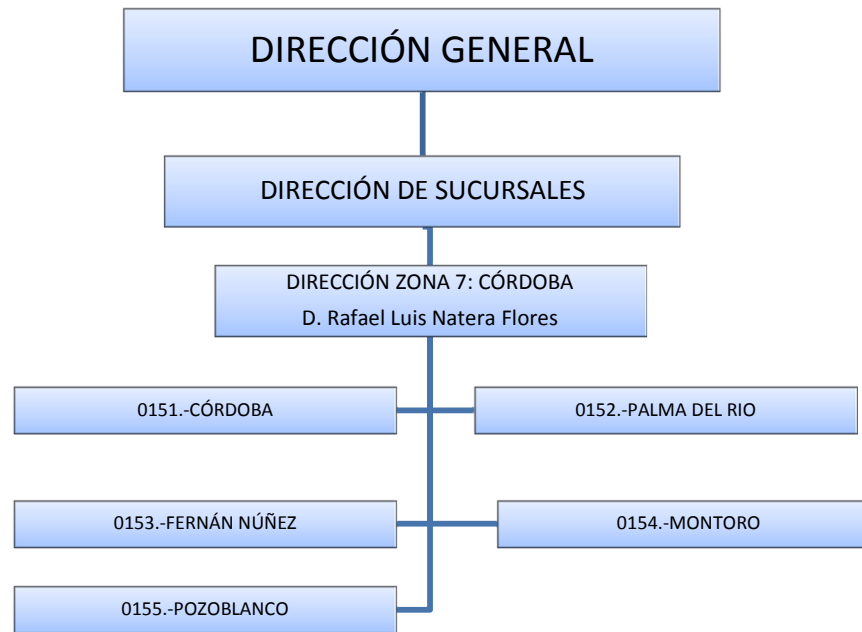 DIRECCIÓN GENERAL
DIRECCIÓN DE SUCURSALES
DIRECCIÓN ZONA 7: CÓRDOBA
D. Rafael Luis Natera Flores
0151.-CÓRDOBA
0152.-PALMA DEL RIO
0153.-FERNÁN NÚÑEZ
0154.-MONTORO
0155.-POZOBLANCO